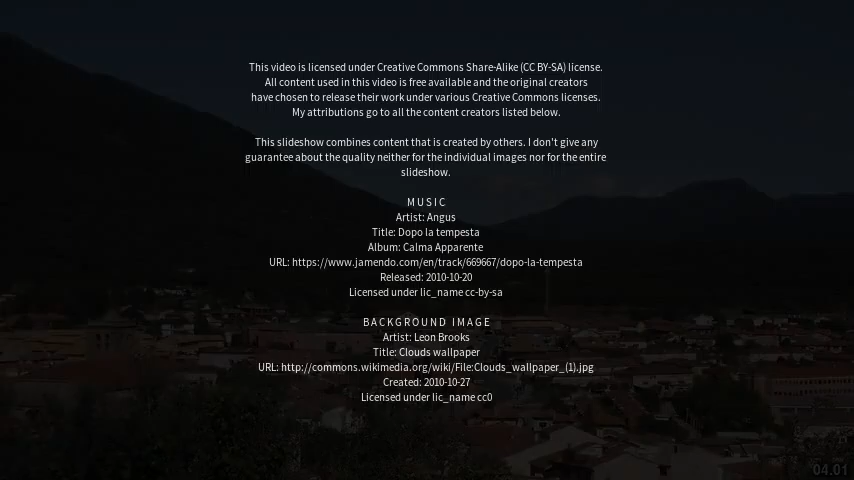 This video is licensed under Creative Commons Share-Alike (CC BY-SA) license.
All content used in this video is free available and the original creators
have chosen to release their work under various Creative Commons licenses.
My attributions go to all the content creators listed below.
This slideshow combines content that is created by others. I don't give any
guarantee about the quality neither for the individual images nor for the entire
slideshow.
MUSIC
Artist: Angus
Title: Dopo la tempesta
Album: Calma Apparente
URL: https://www.jamendo.com/en/track/669667/dopo-la-tempesta
Released: 2010-10-20
Licensed under lic_name cc-by-sa
BACKGROUND IMAGE
Artist: Leon Brooks
Title: Clouds wallpaper
URL: http://commons.wikimedia.org/wiki/File:Clouds_wallpaper_(1).jpg
Created: 2010-10-27
Licensed under lic_name cc0
04.01